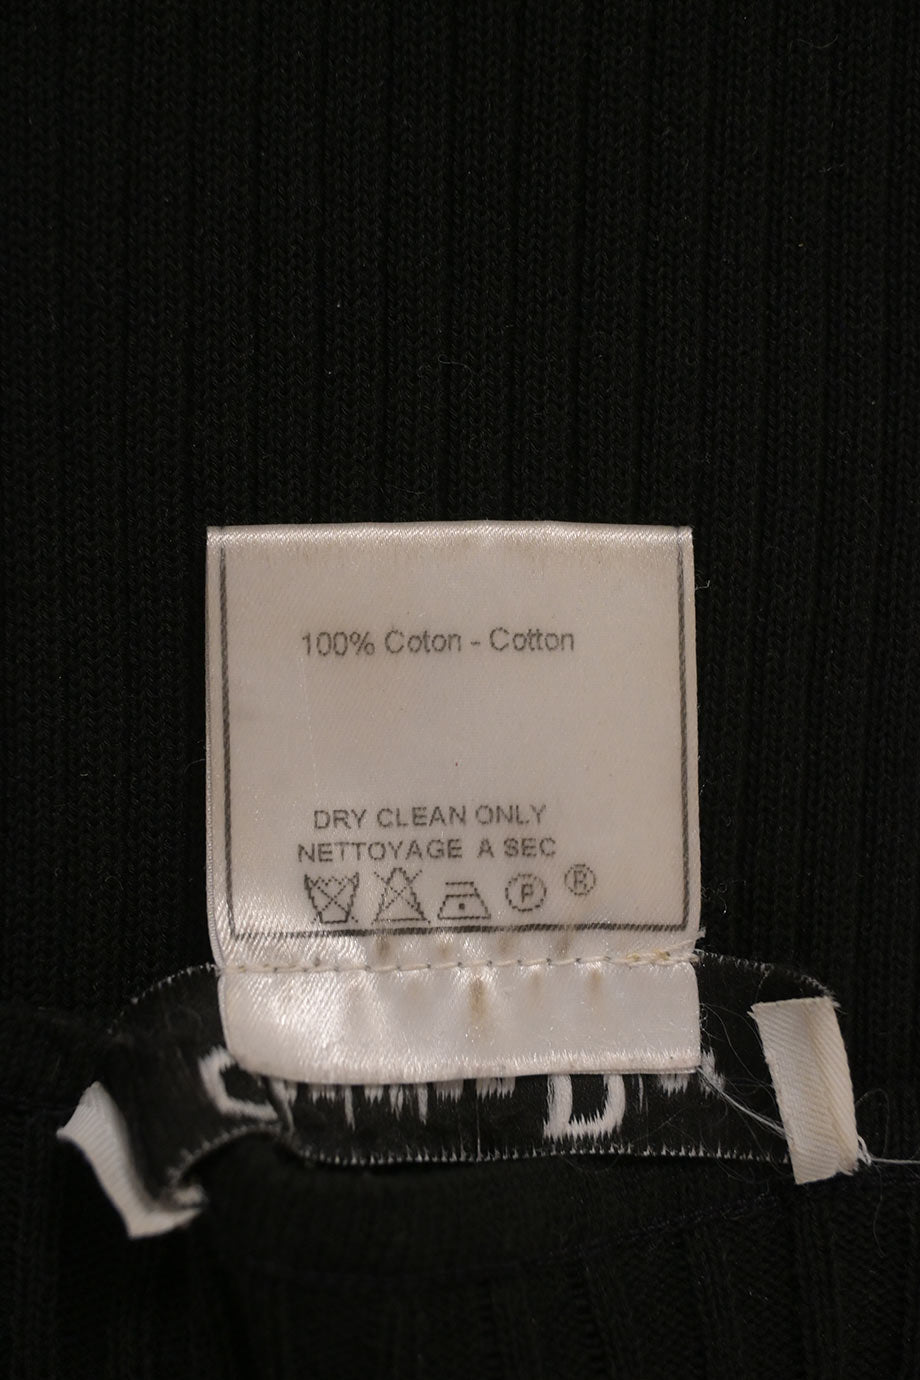 100% Coton - Cotton
DRY CLEAN ONLY
NETTOYAGE A SEC
P ®